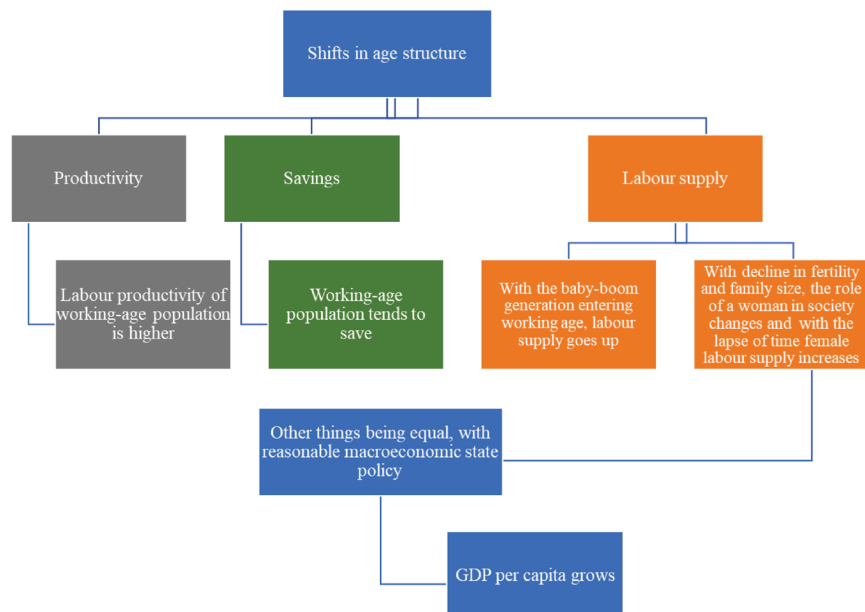 Shifts in age structure
Productivity
Savings
Labour supply
Labour productivity of
working-age population
is higher
Working-age
population tends to
save
With the baby-boom
generation entering
working age, labour
supply goes up
With decline in fertility
and family size, the role
of a woman in society
changes and with the
lapse of time female
labour supply increases
Other things being equal, with
reasonable macroeconomic state
policy
GDP per capita grows